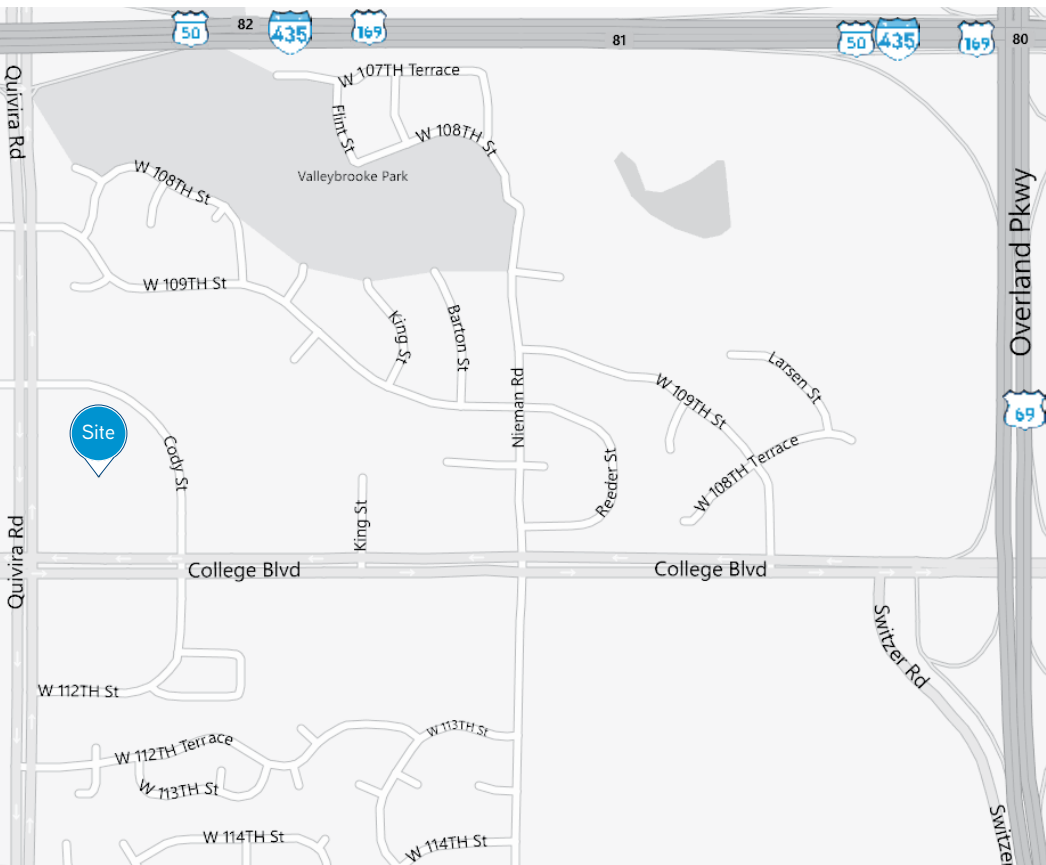 50
82
435
169
81
50
435
169
80
Quivira Rd
W 107TH Terrace
Flint St
W 108TH St
Valleybrooke Park
W 108TH St
Overland Pkwy
W 109TH St
King St
Barton St
Nieman Rd
W 109TH St
Larsen St
69
Site
Cody St
W 108TH Terrace
Reeder St
King St
Quivira Rd
College Blvd
College Blvd
Switzer Rd
W 112TH St
W 113TH St
W 112TH Terrace
W 113TH St
W 114TH St
W 114TH St
Switzer